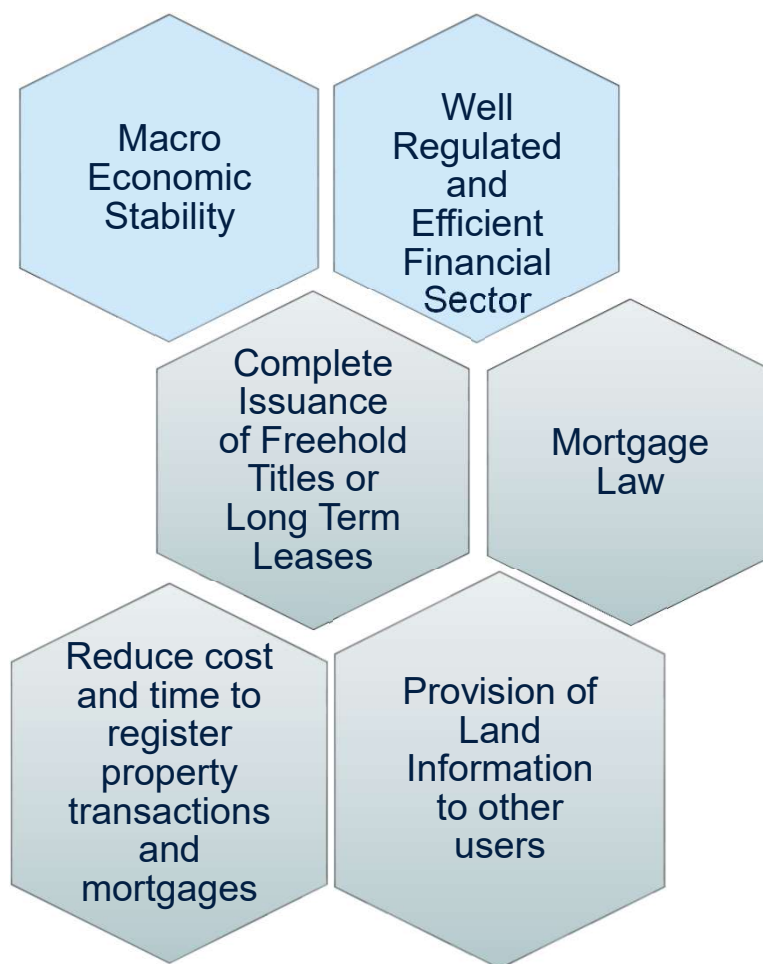 Macro
Economic
Stability
Well
Regulated
and
Efficient
Financial
Sector
Complete
Issuance
of Freehold
Titles or
Long Term
Leases
Mortgage
Law
Reduce cost
and time to
register
property
transactions
and
mortgages
Provision of
Land
Information
to other
users